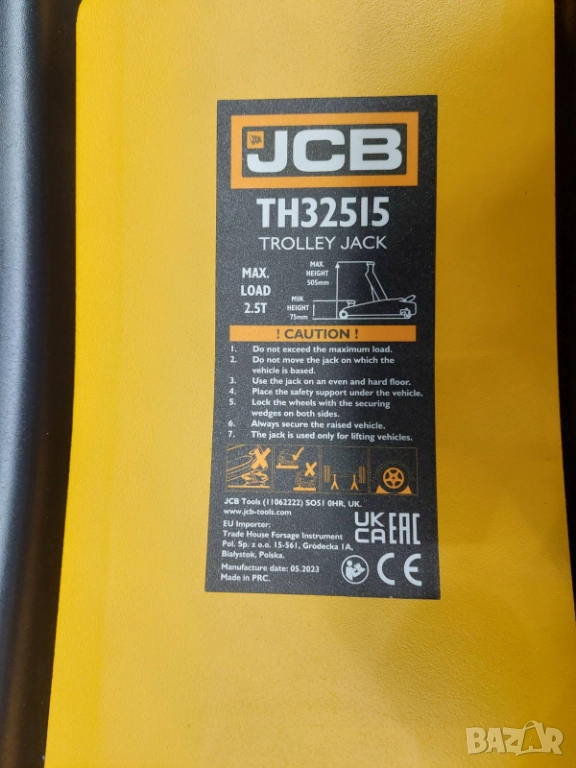 JCB
TH32515
TROLLEY JACK
MAX.
LOAD
2.5T
MAX.
HEIGHT
505mm
MIN.
HEIGHT
75mm
! CAUTION !
1. Do not exceed the maximum load.
2. Do not move the jack on which the
vehicle is based.
3. Use the jack on an even and hard floor.
4. Place the safety support under the vehicle.
5. Lock the wheels with the securing
wedges on both sides.
6. Always secure the raised vehicle.
7. The jack is used only for lifting vehicles.
JCB Tools (11062222) SO51 0HR, UK.
www.jcb-tools.com
EU Importer:
Trade House Forsage Instrument
Pol. Sp. z o.o. 15-561, Gródecka 1A,
Białystok, Polska.
Manufacture date: 05.2023
Made in PRC.
UK
CA EAC
CE
BAZAR